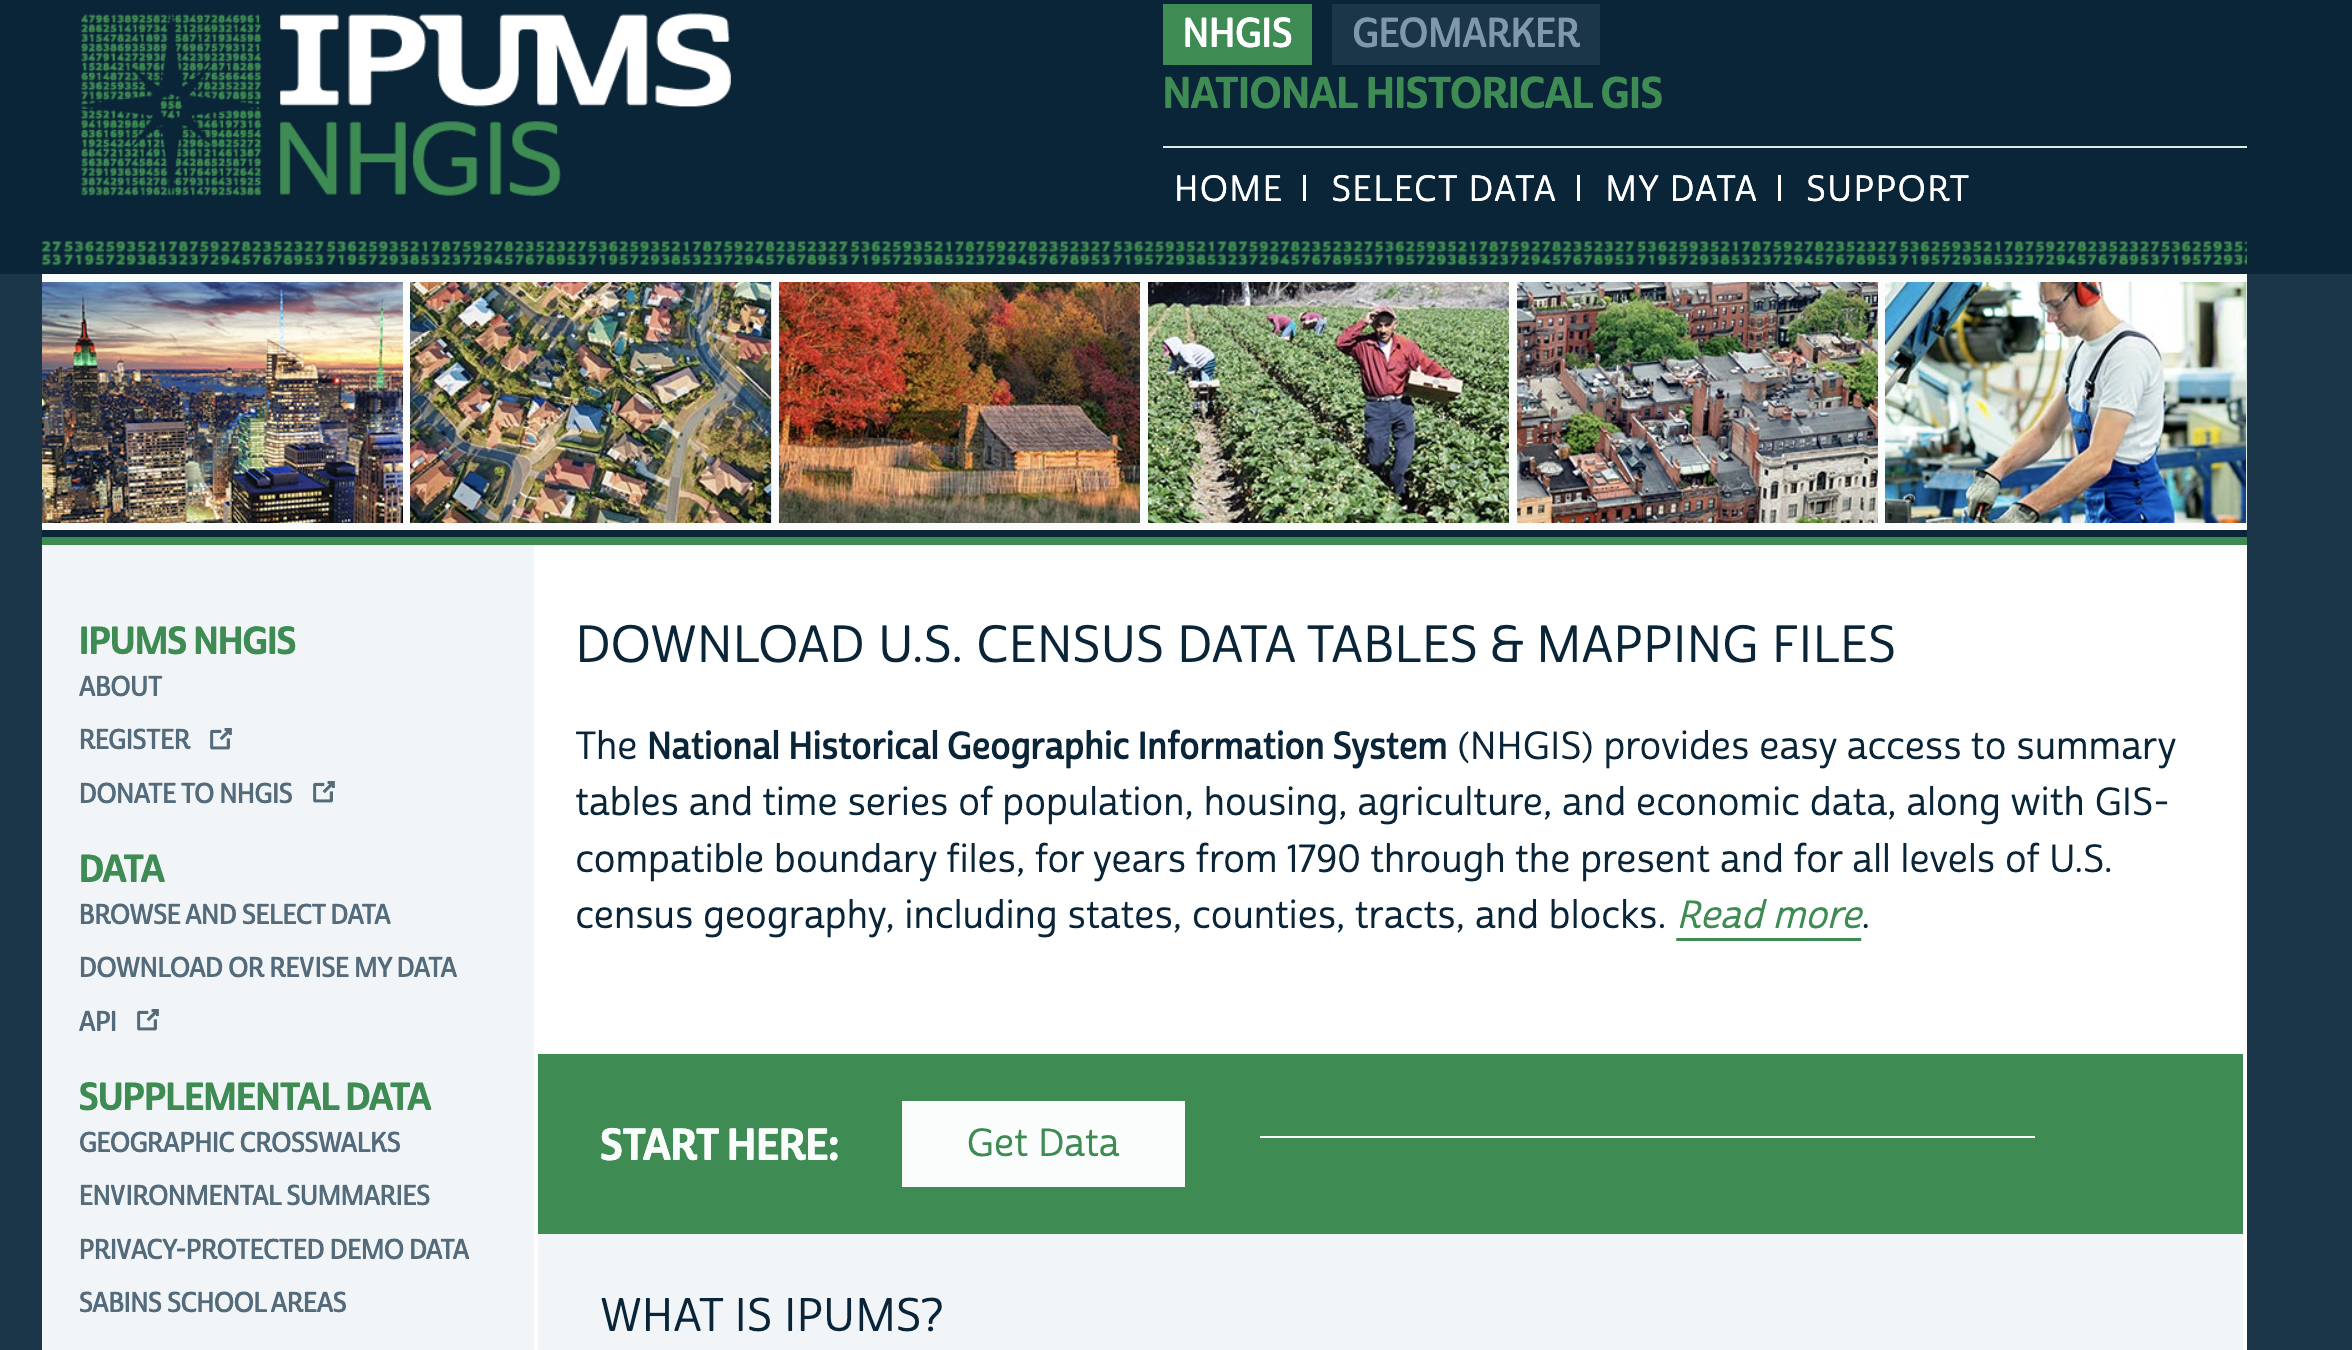 IPUMS
NHGIS
NHGIS GEOMARKER
NATIONAL HISTORICAL GIS
HOME | SELECT DATA | MY DATA | SUPPORT
IPUMS NHGIS
ABOUT
REGISTER
DONATE TO NHGIS
DATA
BROWSE AND SELECT DATA
DOWNLOAD OR REVISE MY DATA
API
SUPPLEMENTAL DATA
GEOGRAPHIC CROSSWALKS
ENVIRONMENTAL SUMMARIES
PRIVACY-PROTECTED DEMO DATA
SABINS SCHOOL AREAS
DOWNLOAD U.S. CENSUS DATA TABLES & MAPPING FILES
The National Historical Geographic Information System (NHGIS) provides easy access to summary
tables and time series of population, housing, agriculture, and economic data, along with GIS-
compatible boundary files, for years from 1790 through the present and for all levels of U.S.
census geography, including states, counties, tracts, and blocks. Read more.
START HERE: Get Data
WHAT IS IPUMS?